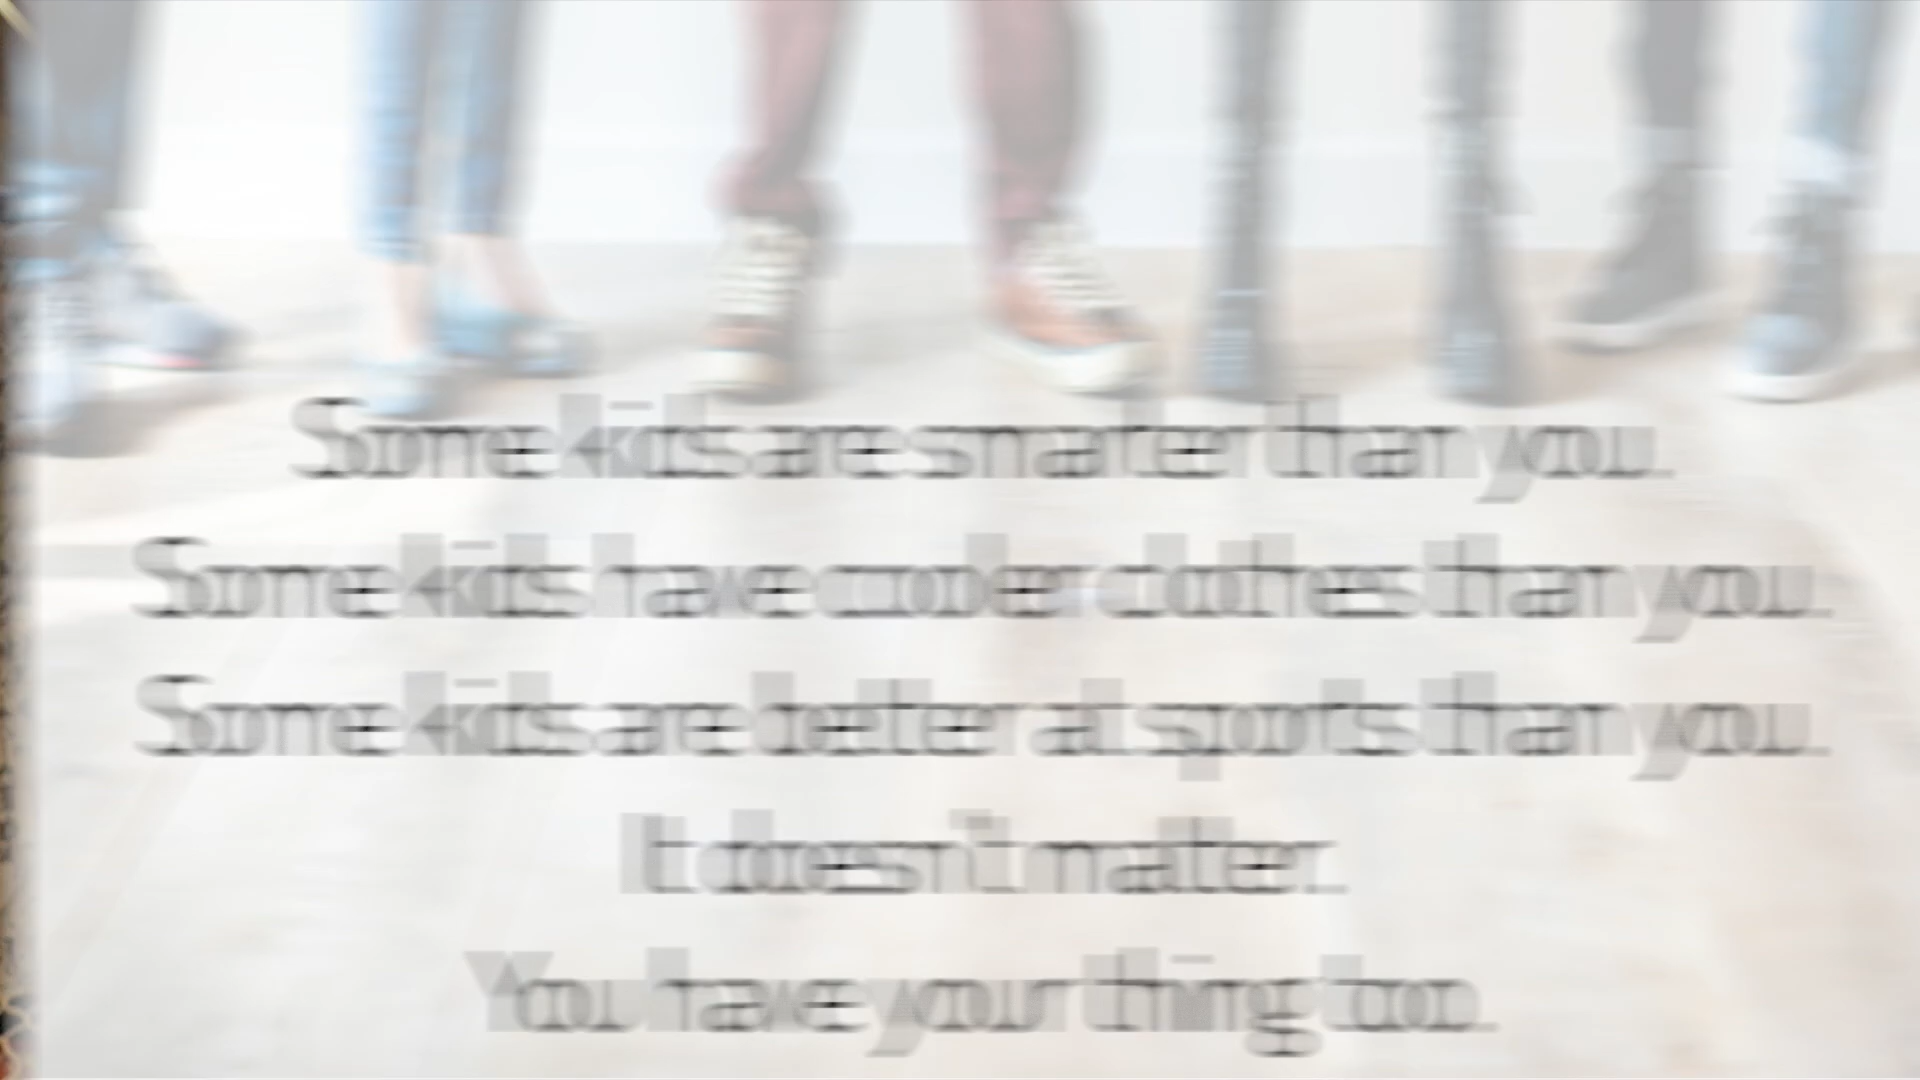 Some kids are smarter than you.
Some kids have cooler clothes than you.
Some kids are better at sports than you.
It doesn't matter.
You have your thing too.